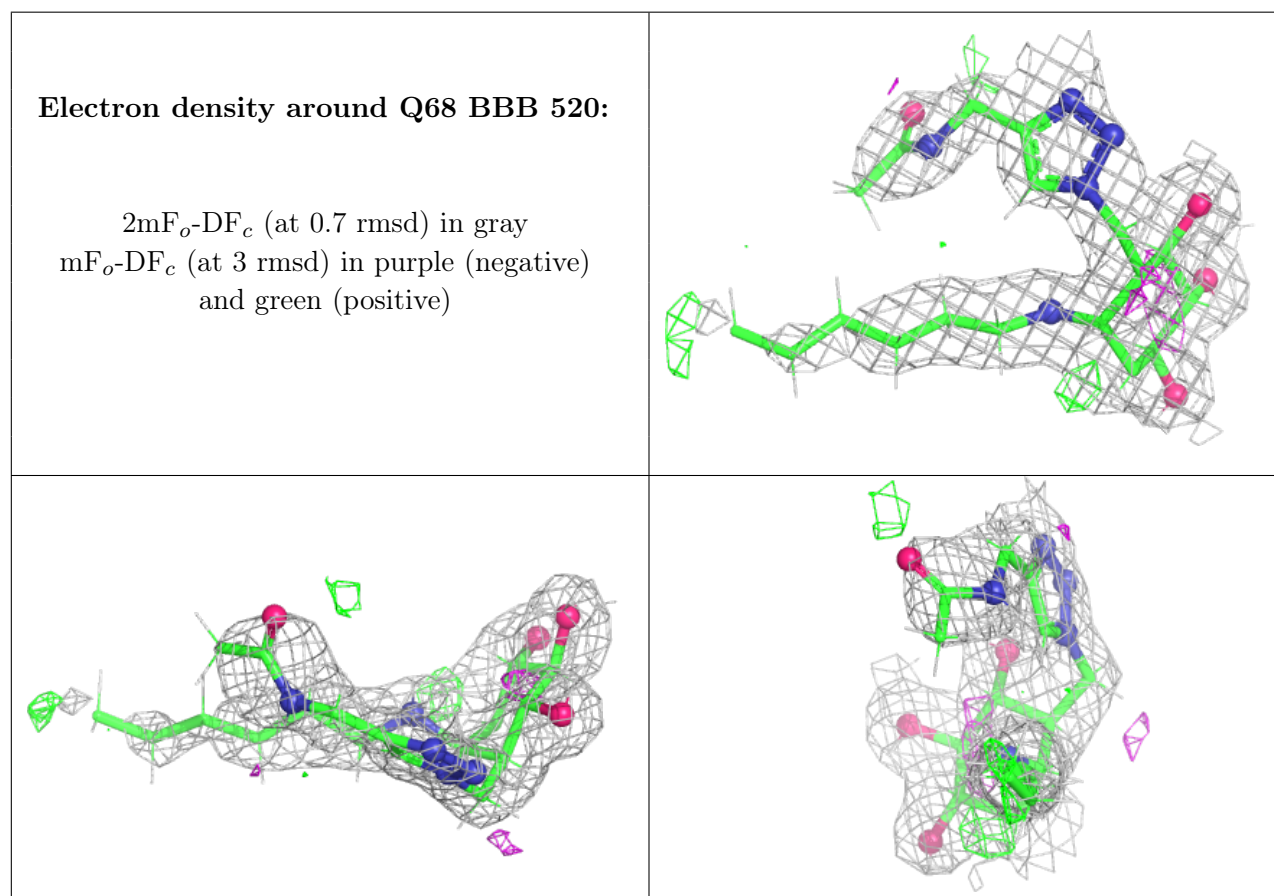 Electron density around Q68 BBB 520:
2mFₒ-DF𝑐 (at 0.7 rmsd) in gray
mFₒ-DF𝑐 (at 3 rmsd) in purple (negative)
and green (positive)